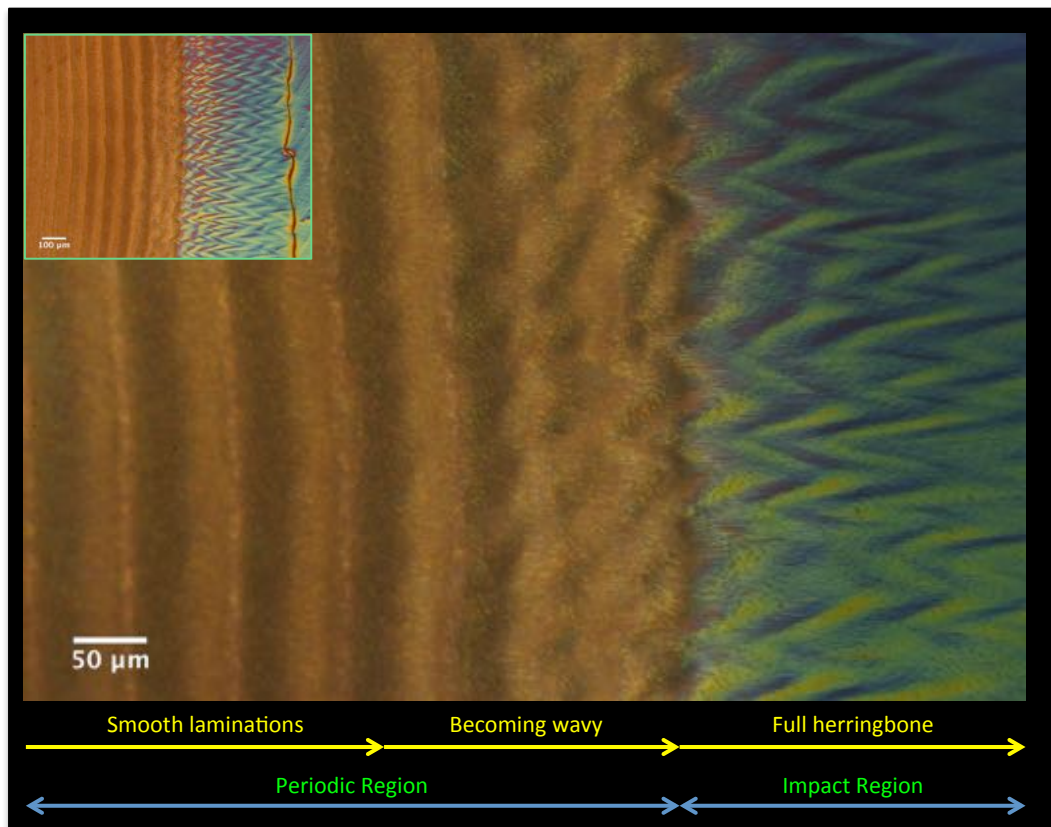 100 µm
50 µm
Smooth laminations
Becoming wavy
Full herringbone
Periodic Region
Impact Region